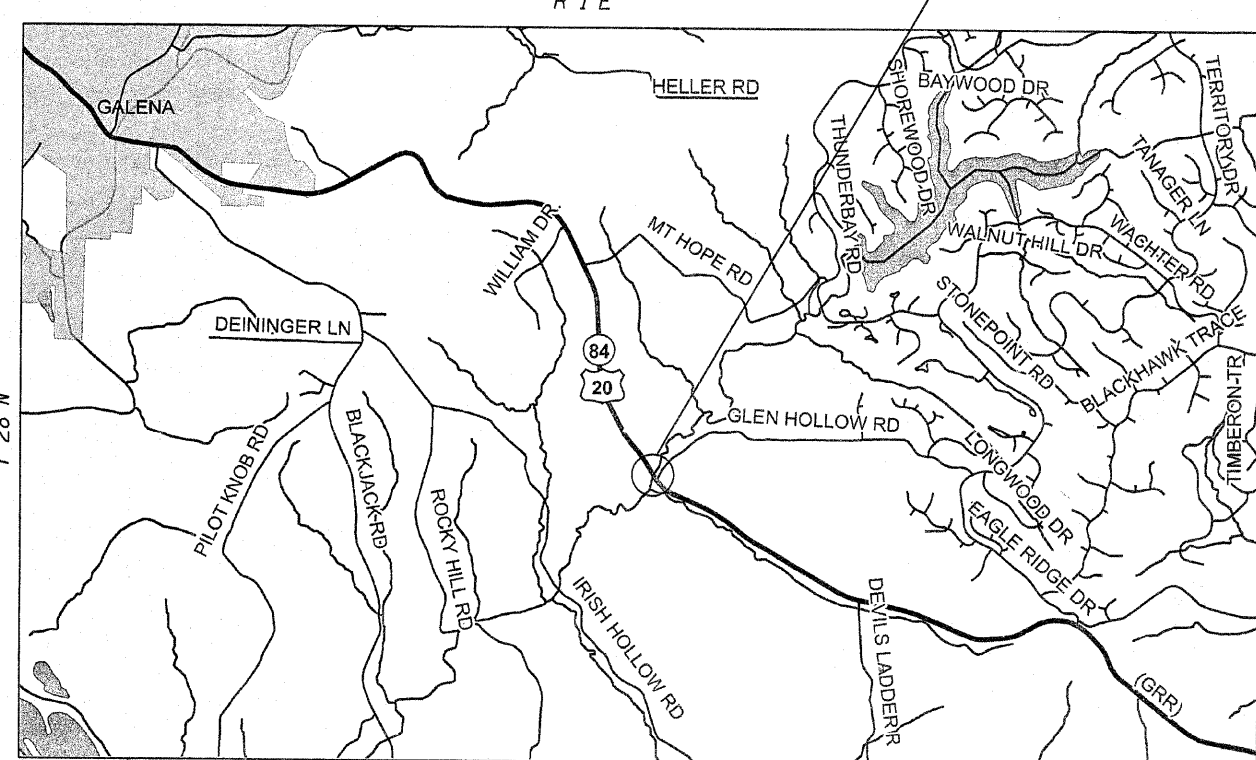 R 1 E
GALENA
HELLER RD
SHOREWOOD DR
BAYWOOD DR
TERRITORY DR
THUNDERBAY RD
TANAGER LN
WILLIAM DR.
MT HOPE RD
WALNUT HILL DR
WACHTER RD
DEININGER LN
84
20
STONEPOINT RD
BLACKHAWK TRACE
TIMBERON TR
T 28 N
PILOT KNOB RD
BLACKJACK RD
GLEN HOLLOW RD
LONGWOOD DR
ROCKY HILL RD
EAGLE RIDGE DR
IRISH HOLLOW RD
DEVILS LADDER R
(GRR)